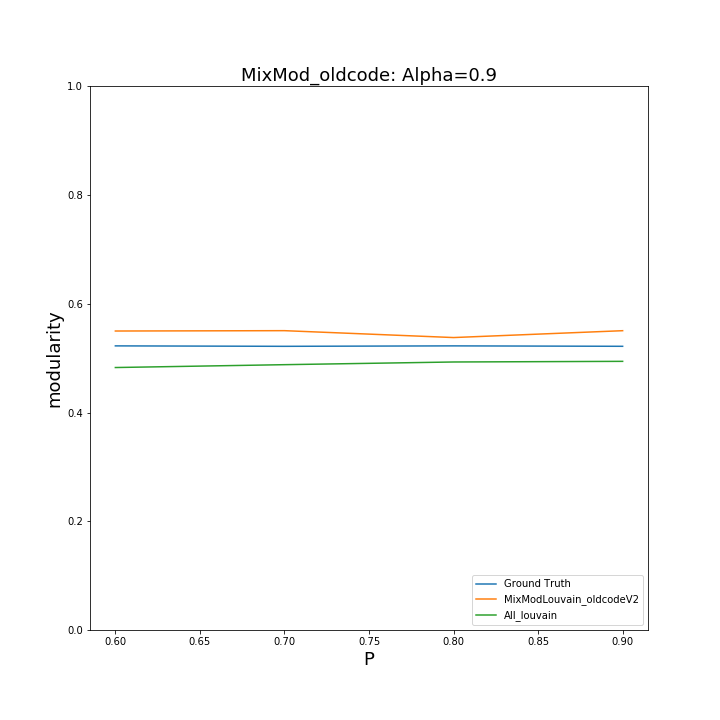 MixMod_oldcode: Alpha=0.9
1.0
0.8
0.6
0.4
0.2
0.0
modularity
0.60 0.65 0.70 0.75 0.80 0.85 0.90
P
Ground Truth
MixModLouvain_oldcodeV2
All_louvain